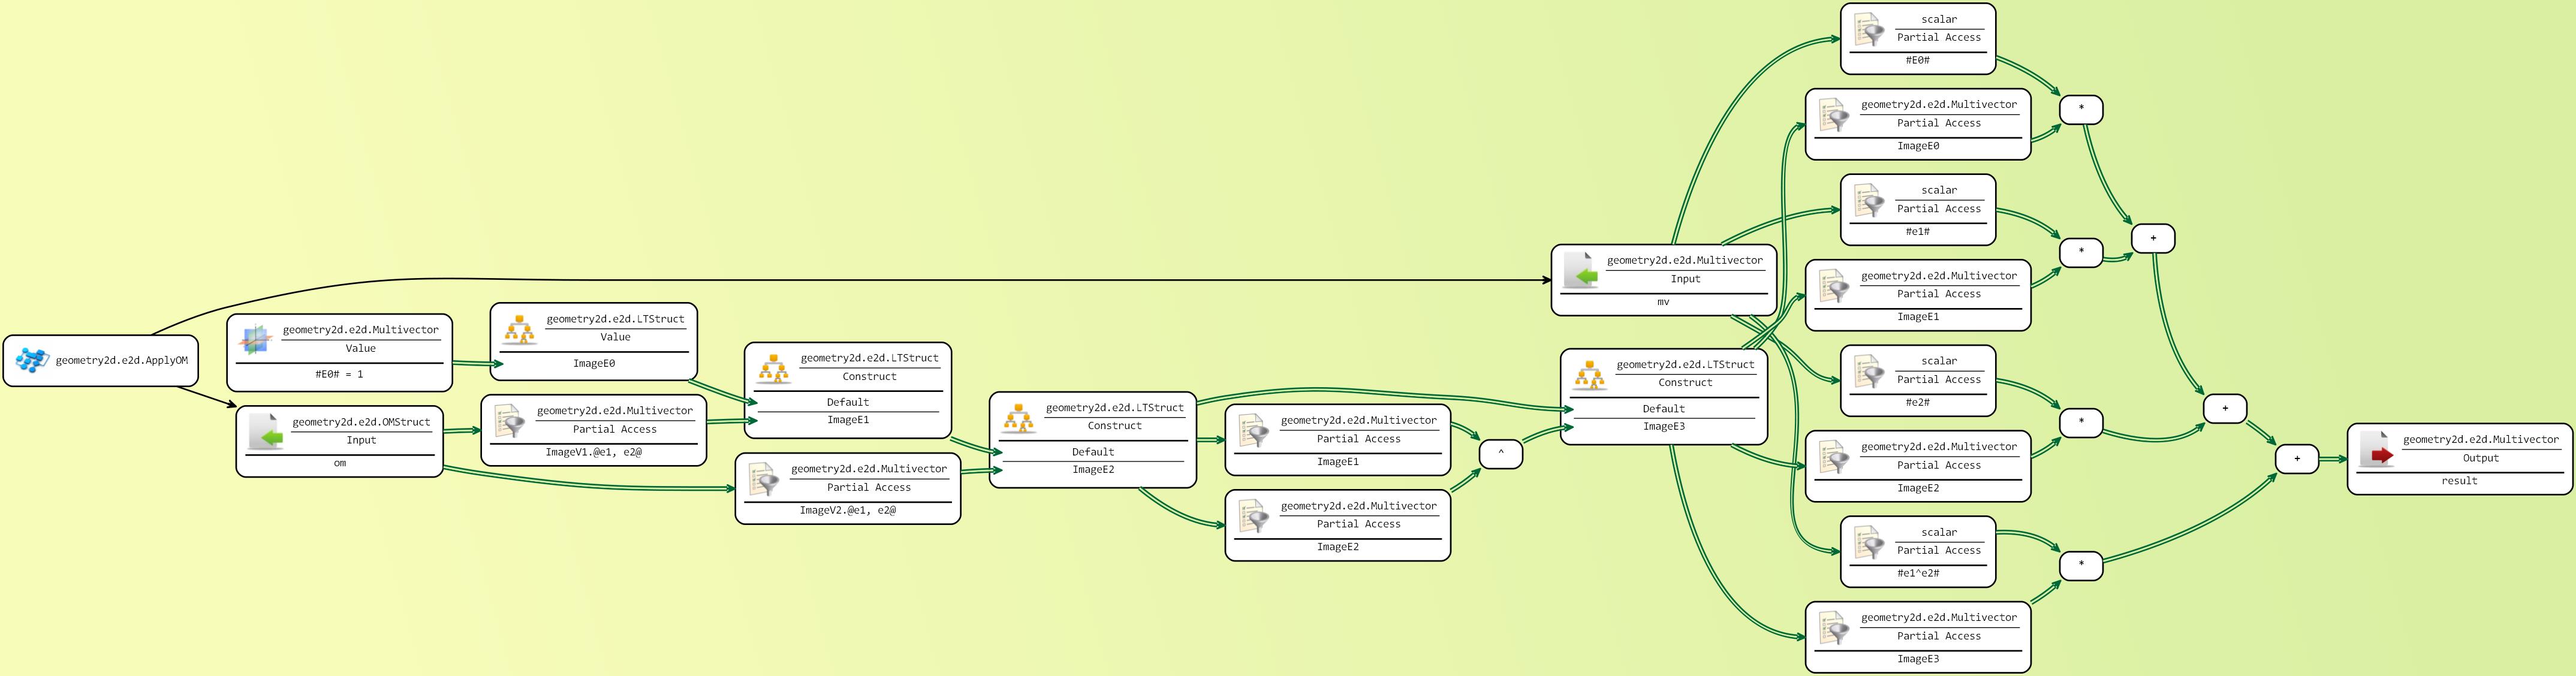 geometry2d.e2d.ApplyOM
geometry2d.e2d.Multivector
Value
#E0# = 1
geometry2d.e2d.OMStruct
Input
om
geometry2d.e2d.LTStruct
Value
ImageE0
geometry2d.e2d.Multivector
Partial Access
ImageV1.@e1, e2@
geometry2d.e2d.LTStruct
Construct
Default
ImageE1
geometry2d.e2d.Multivector
Partial Access
ImageV2.@e1, e2@
geometry2d.e2d.LTStruct
Construct
Default
ImageE2
geometry2d.e2d.Multivector
Partial Access
ImageE1
geometry2d.e2d.Multivector
Partial Access
ImageE2
^
geometry2d.e2d.Multivector
Input
mv
geometry2d.e2d.LTStruct
Construct
Default
ImageE3
scalar
Partial Access
#E0#
geometry2d.e2d.Multivector
Partial Access
ImageE0
scalar
Partial Access
#e1#
geometry2d.e2d.Multivector
Partial Access
ImageE1
scalar
Partial Access
#e2#
geometry2d.e2d.Multivector
Partial Access
ImageE2
scalar
Partial Access
#e1^e2#
geometry2d.e2d.Multivector
Partial Access
ImageE3
*
*
*
*
+
+
+
geometry2d.e2d.Multivector
Output
result